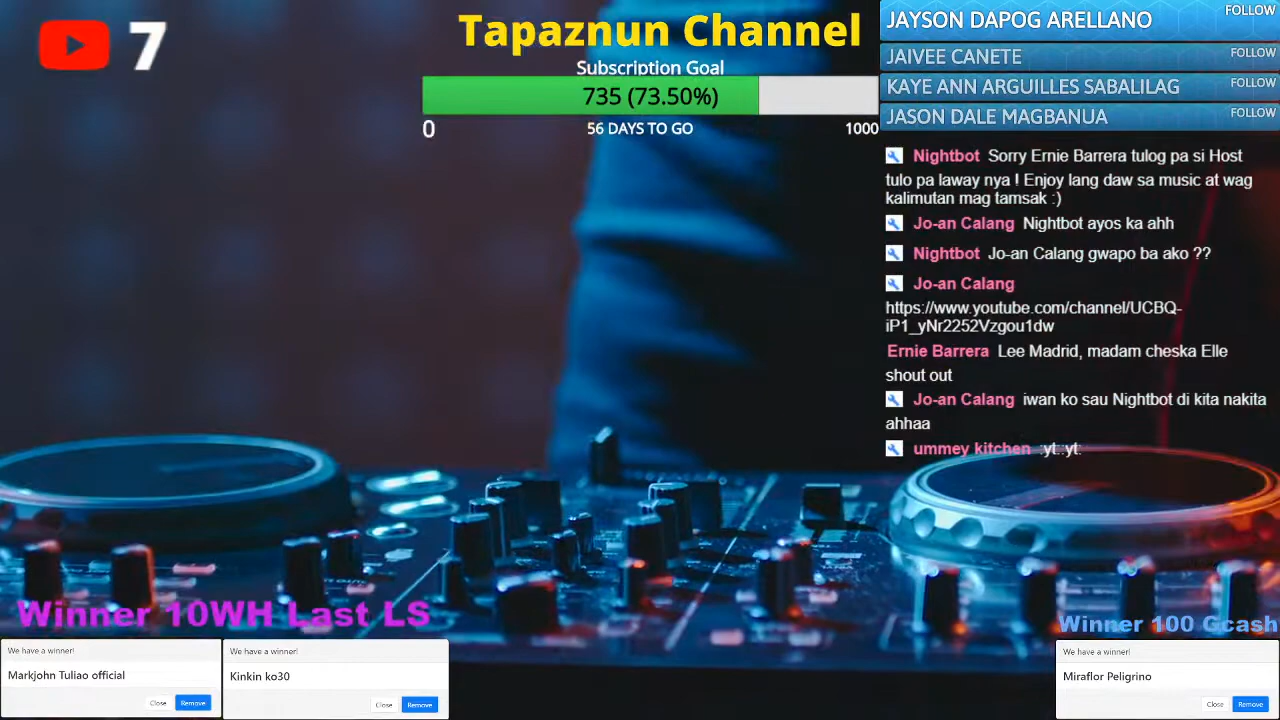 7
Tapaznun Channel
Subscription Goal
735 (73.50%)
0 56 DAYS TO GO 1000
JAYSON DAPOG ARELLANO FOLLOW
JAIVEE CANETE FOLLOW
KAYE ANN ARGUILLES SABALILAG FOLLOW
JASON DALE MAGBANUA FOLLOW
Nightbot Sorry Ernie Barrera tulog pa si Host
tulo pa laway nya ! Enjoy lang daw sa music at wag
kalimutan mag tamsak :)
Jo-an Calang Nightbot ayos ka ahh
Nightbot Jo-an Calang gwapo ba ako ??
Jo-an Calang
https://www.youtube.com/channel/UCBQ-
iP1_yNr2252Vzgou1dw
Ernie Barrera Lee Madrid, madam cheska Elle
shout out
Jo-an Calang iwan ko sau Nightbot di kita nakita
ahhaa
ummey kitchen :yt::yt:
Winner 10WH Last LS
We have a winner!
Markjohn Tuliao official
Close Remove
We have a winner!
Kinkin ko30
Close Remove
Winner 100 Gcash
We have a winner!
Miraflor Peligrino
Close Remove